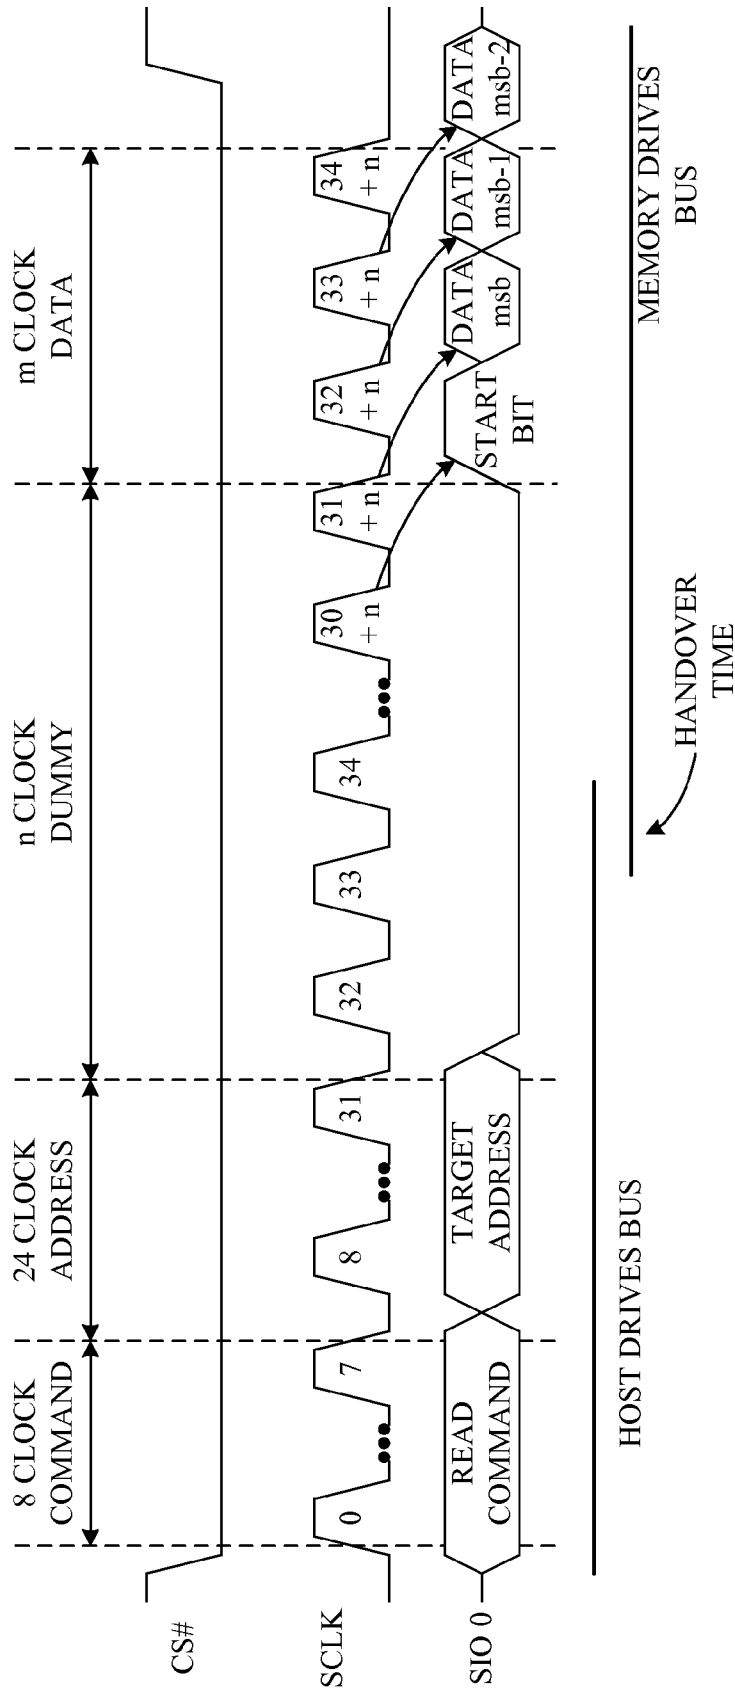 8 CLOCK
COMMAND
24 CLOCK
ADDRESS
n CLOCK
DUMMY
m CLOCK
DATA
CS#
SCLK
0
7
8
31
32
33
34
30
+ n
31
+ n
32
+ n
33
+ n
34
+ n
SIO 0
READ
COMMAND
TARGET
ADDRESS
START
BIT
DATA
msb
DATA
msb-1
DATA
msb-2
HOST DRIVES BUS
HANDOVER
TIME
MEMORY DRIVES
BUS